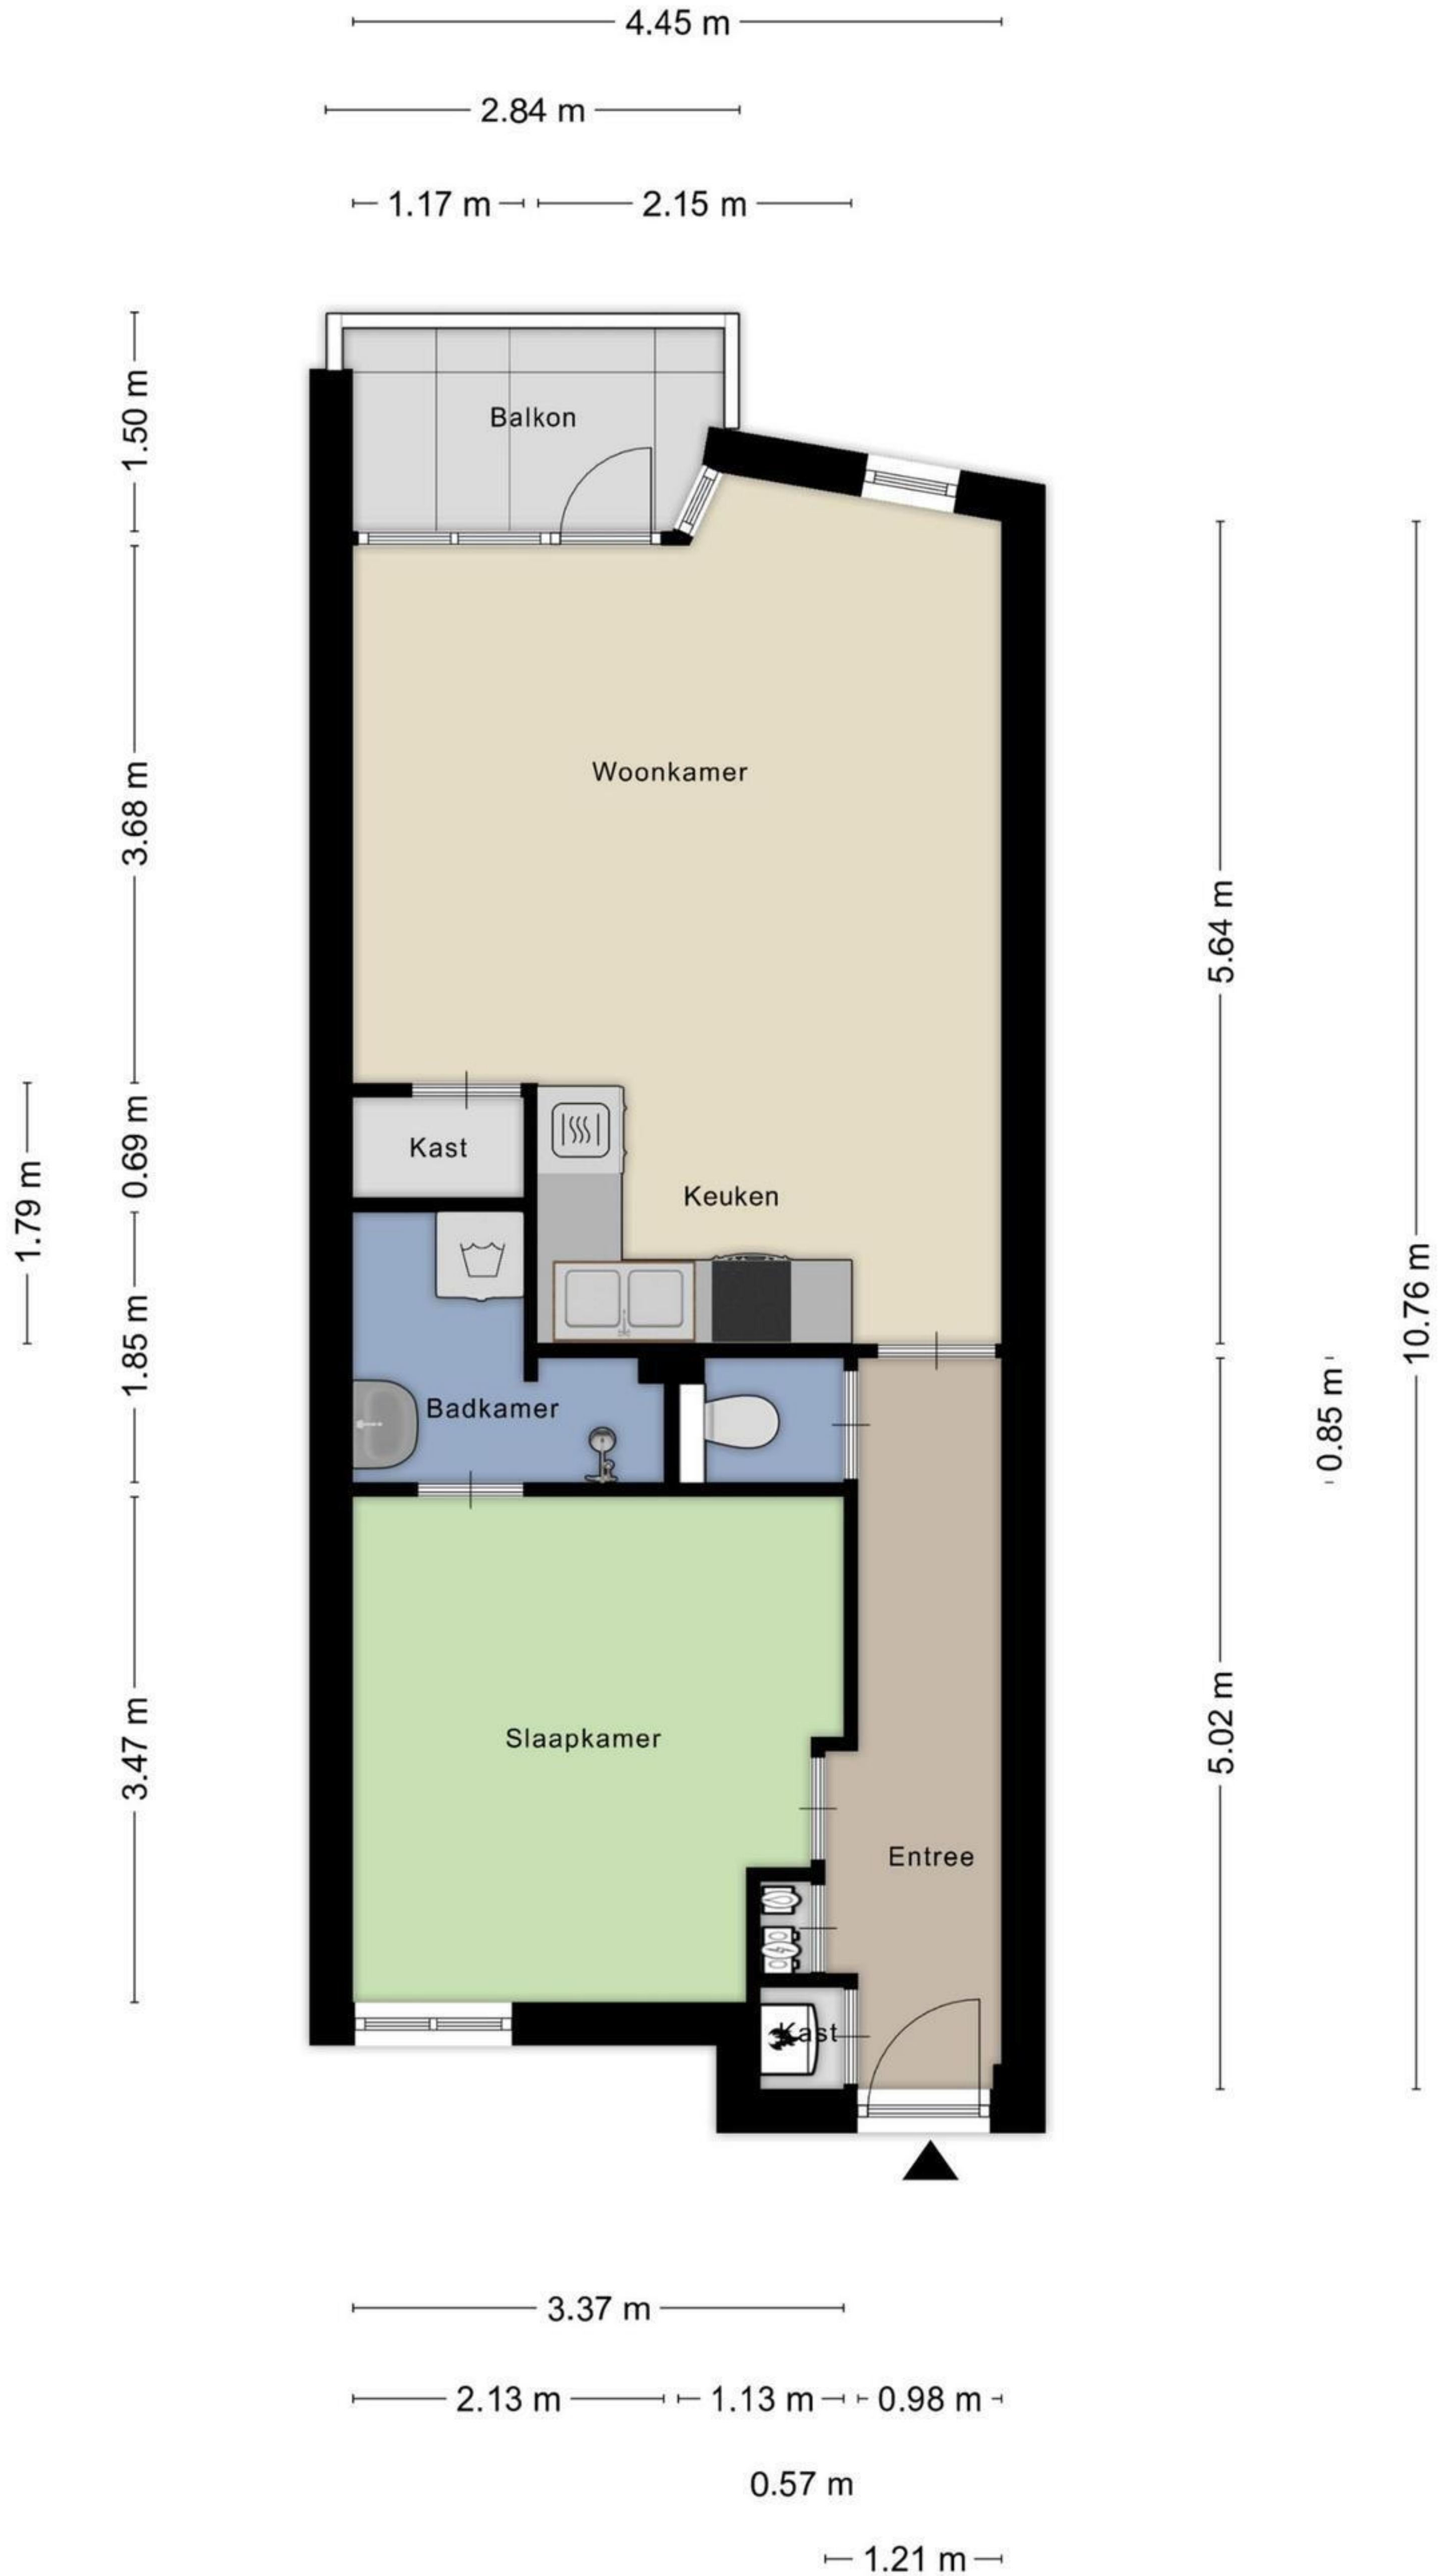 4.45 m
2.84 m
1.17 m
2.15 m
1.50 m
Balkon
3.68 m
Woonkamer
5.64 m
0.69 m
Kast
1.79 m
Keuken
10.76 m
1.85 m
Badkamer
0.85 m
3.47 m
Slaapkamer
5.02 m
Entree
Kast
3.37 m
2.13 m
1.13 m
0.98 m
0.57 m
1.21 m